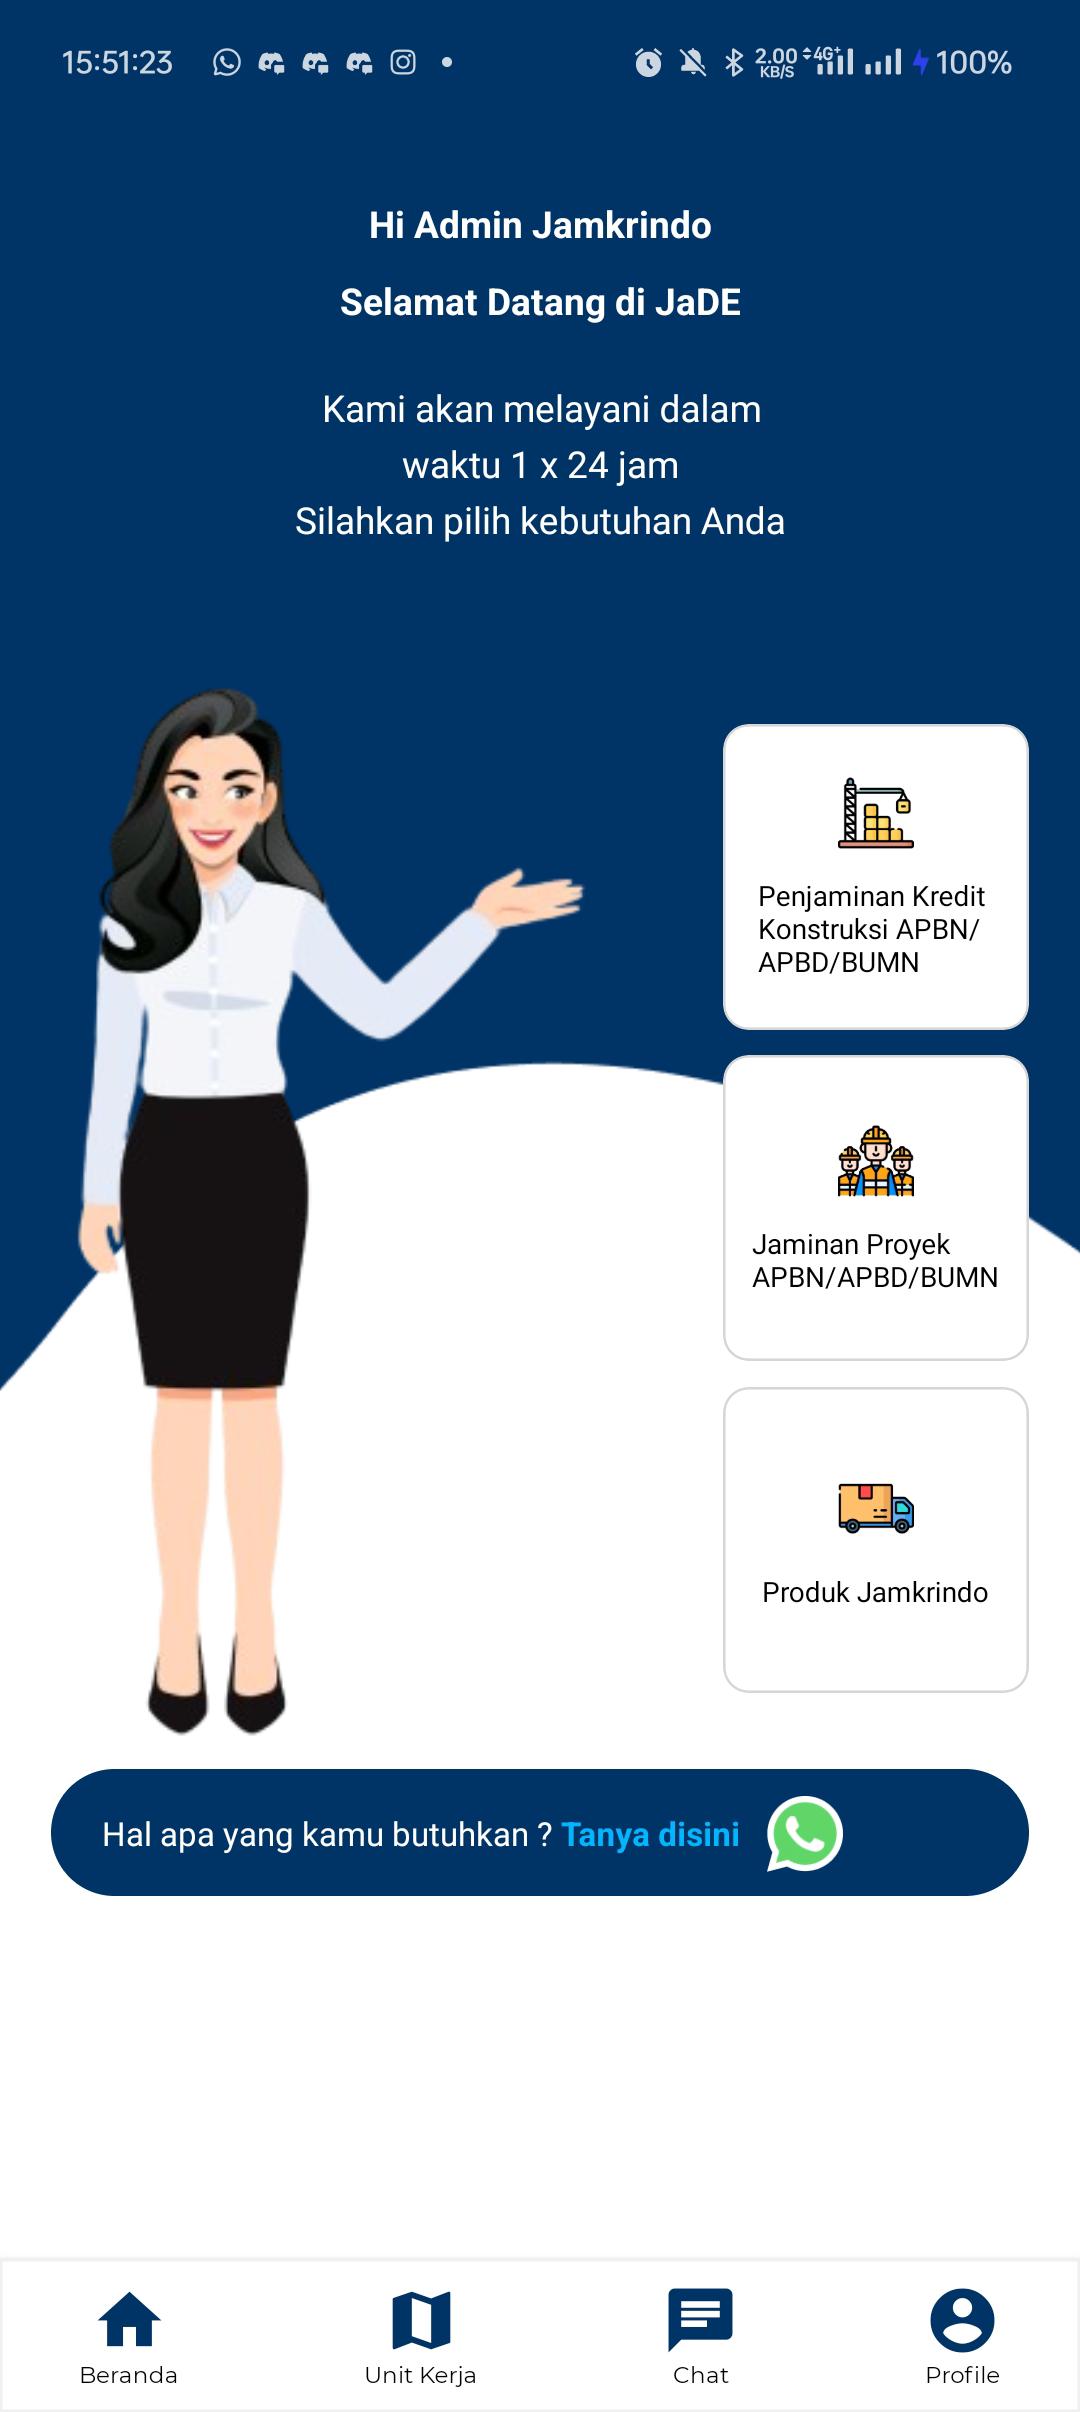 15:51:23
2.00 KB/S
4G+
100%
Hi Admin Jamkrindo
Selamat Datang di JaDE
Kami akan melayani dalam
waktu 1 x 24 jam
Silahkan pilih kebutuhan Anda
Penjaminan Kredit
Konstruksi APBN/
APBD/BUMN
Jaminan Proyek
APBN/APBD/BUMN
Produk Jamkrindo
Hal apa yang kamu butuhkan ? Tanya disini
Beranda
Unit Kerja
Chat
Profile